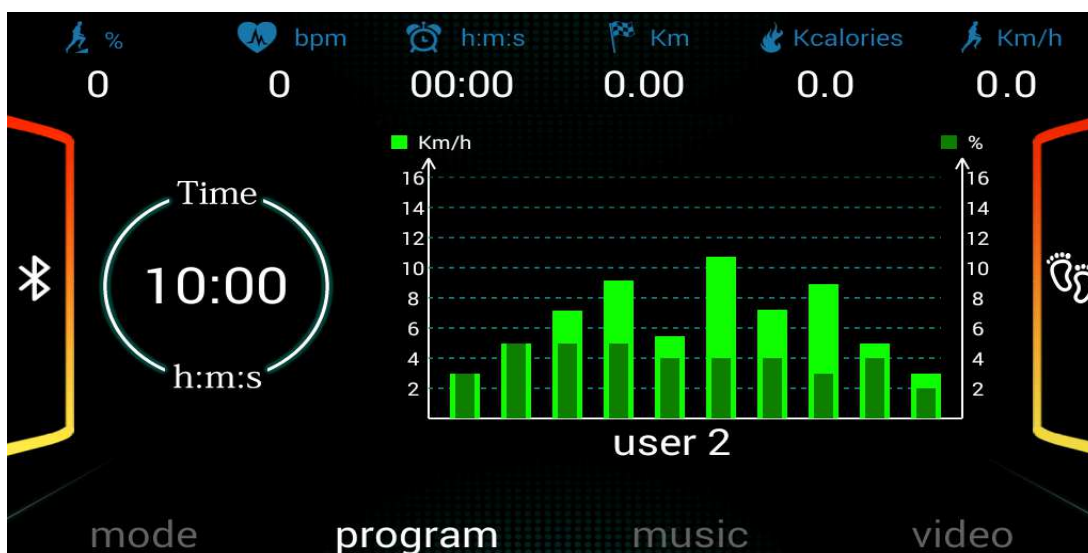 % bpm h:m:s Km Kcalories Km/h
0 0 00:00 0.00 0.0 0.0
Km/h %
Time
10:00
h:m:s
16 16
14 14
12 12
10 10
8 8
6 6
4 4
2 2
user 2
mode program music video